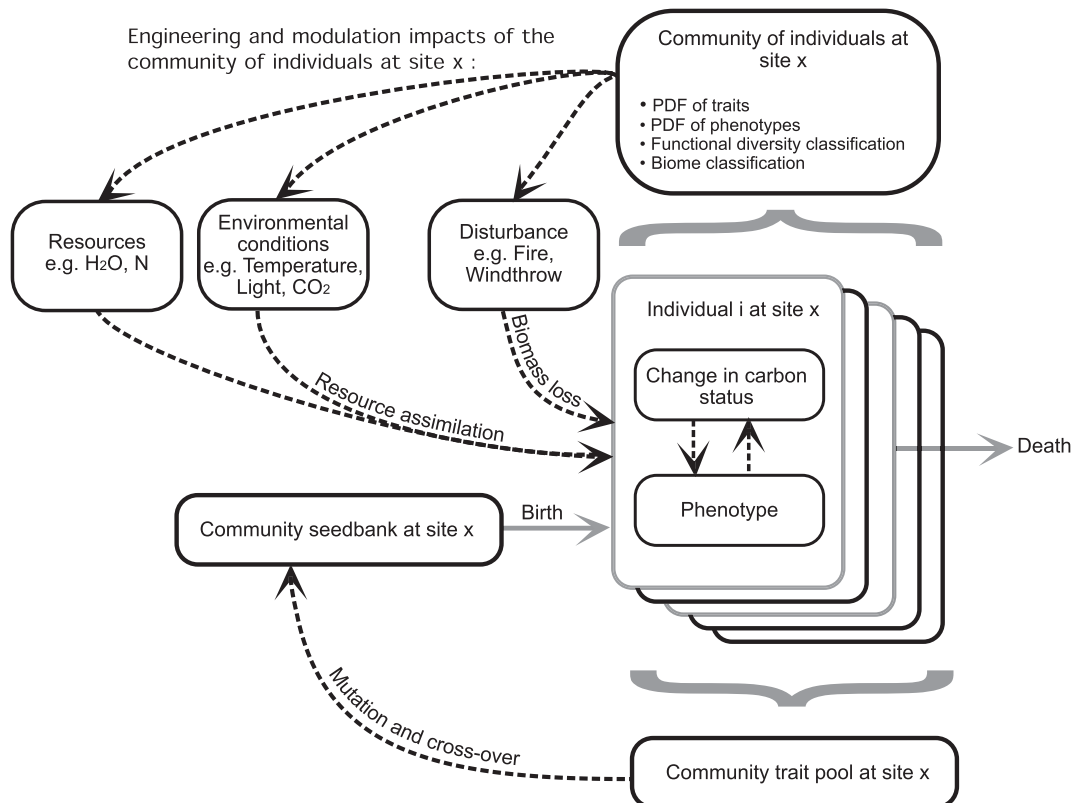 Engineering and modulation impacts of the
community of individuals at site x :
Community of individuals at
site x
• PDF of traits
• PDF of phenotypes
• Functional diversity classification
• Biome classification
Resources
e.g. H2O, N
Environmental
conditions
e.g. Temperature,
Light, CO2
Disturbance
e.g. Fire,
Windthrow
Individual i at site x
Change in carbon
status
Phenotype
Biomass loss
Resource assimilation
Death
Community seedbank at site x
Birth
Mutation and cross-over
Community trait pool at site x